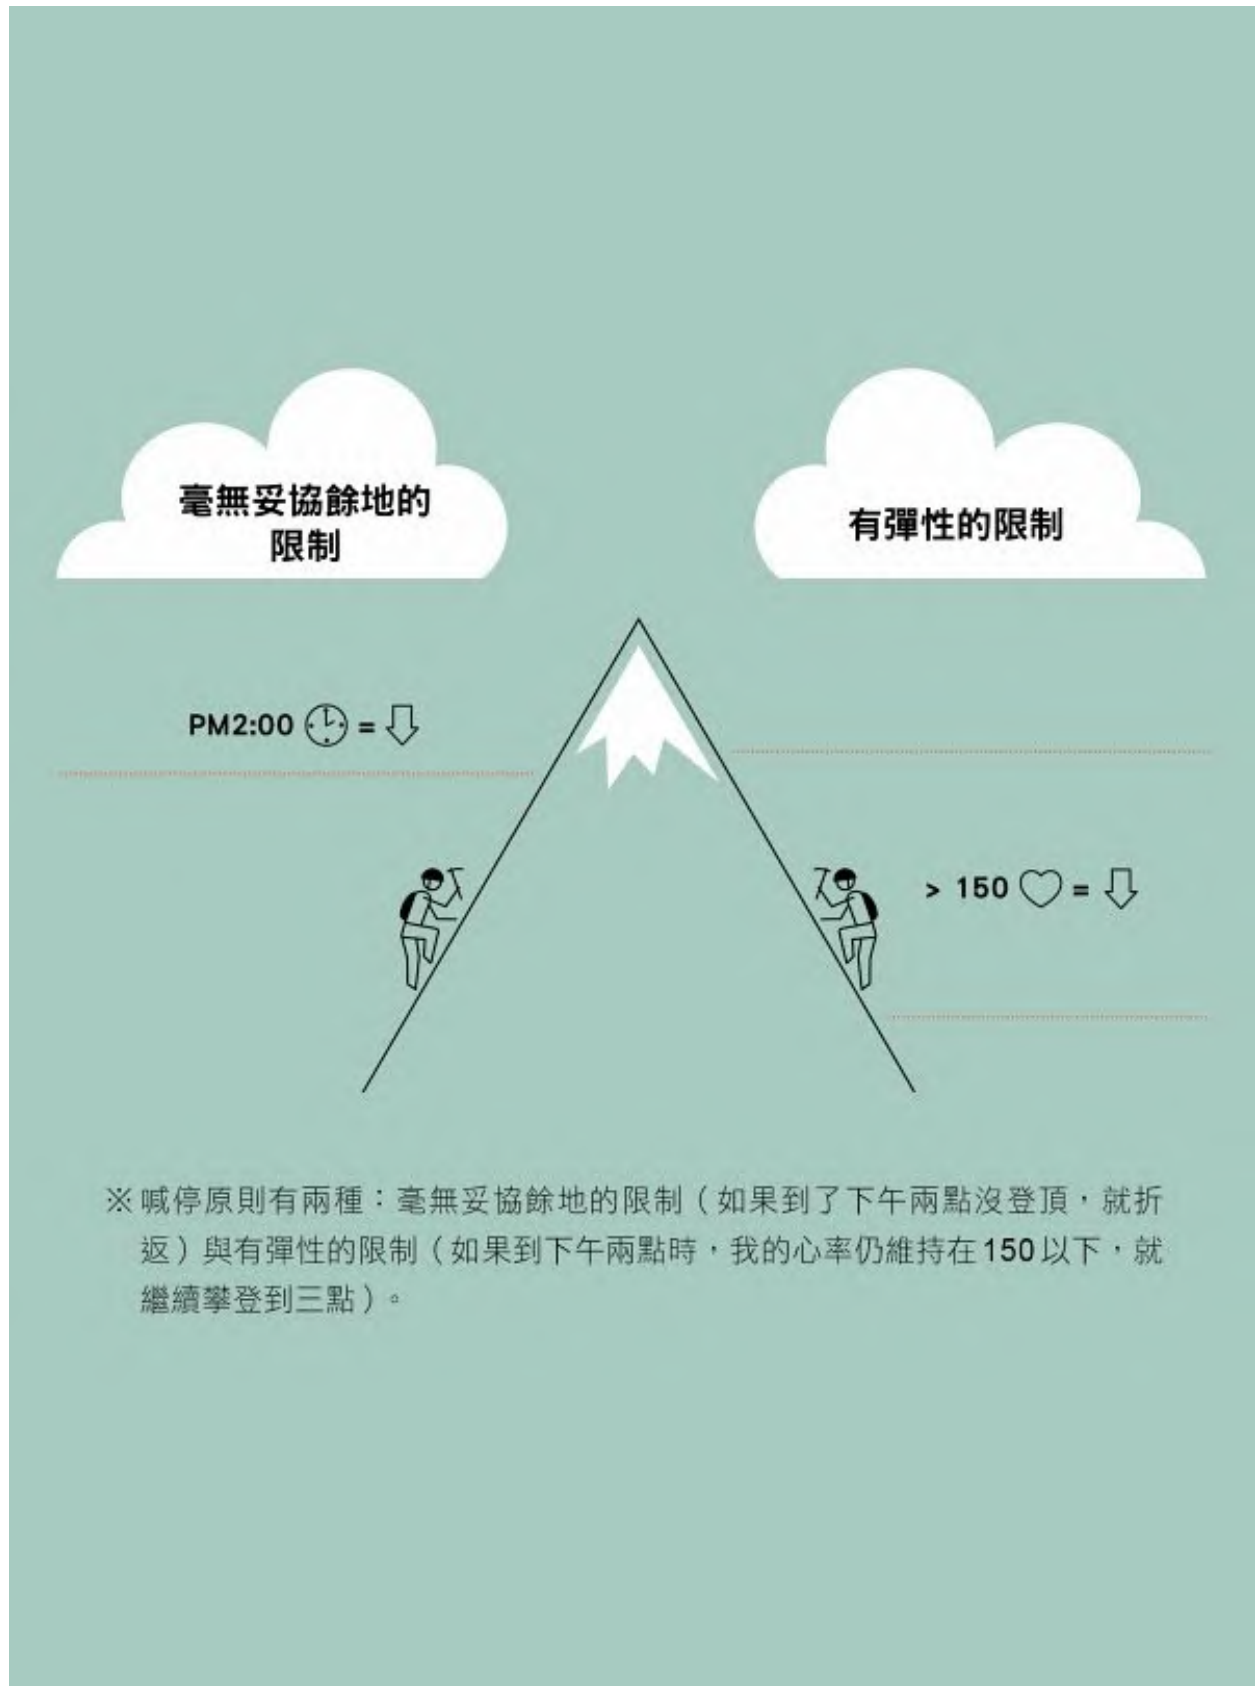 毫無妥協餘地的
限制
有彈性的限制
PM2:00 =
> 150 =
※喊停原則有兩種：毫無妥協餘地的限制（如果到了下午兩點沒登頂，就折
返）與有彈性的限制（如果到下午兩點時，我的心率仍維持在150以下，就
繼續攀登到三點）。